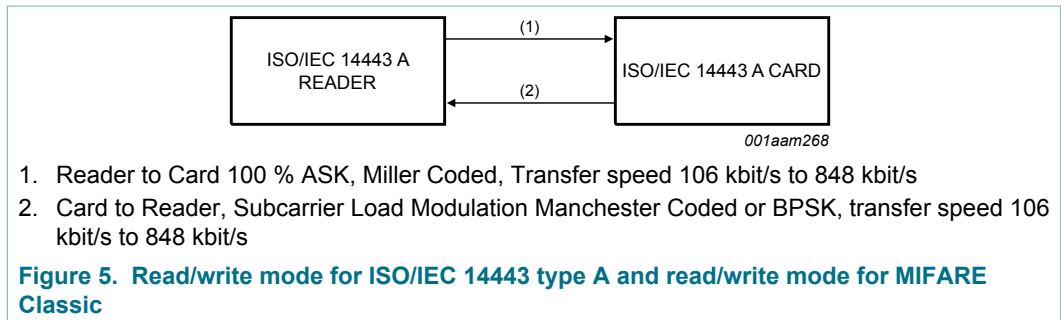 (1)
ISO/IEC 14443 A
READER
ISO/IEC 14443 A CARD
(2)
001aam268
1. Reader to Card 100 % ASK, Miller Coded, Transfer speed 106 kbit/s to 848 kbit/s
2. Card to Reader, Subcarrier Load Modulation Manchester Coded or BPSK, transfer speed 106
kbit/s to 848 kbit/s
Figure 5. Read/write mode for ISO/IEC 14443 type A and read/write mode for MIFARE
Classic